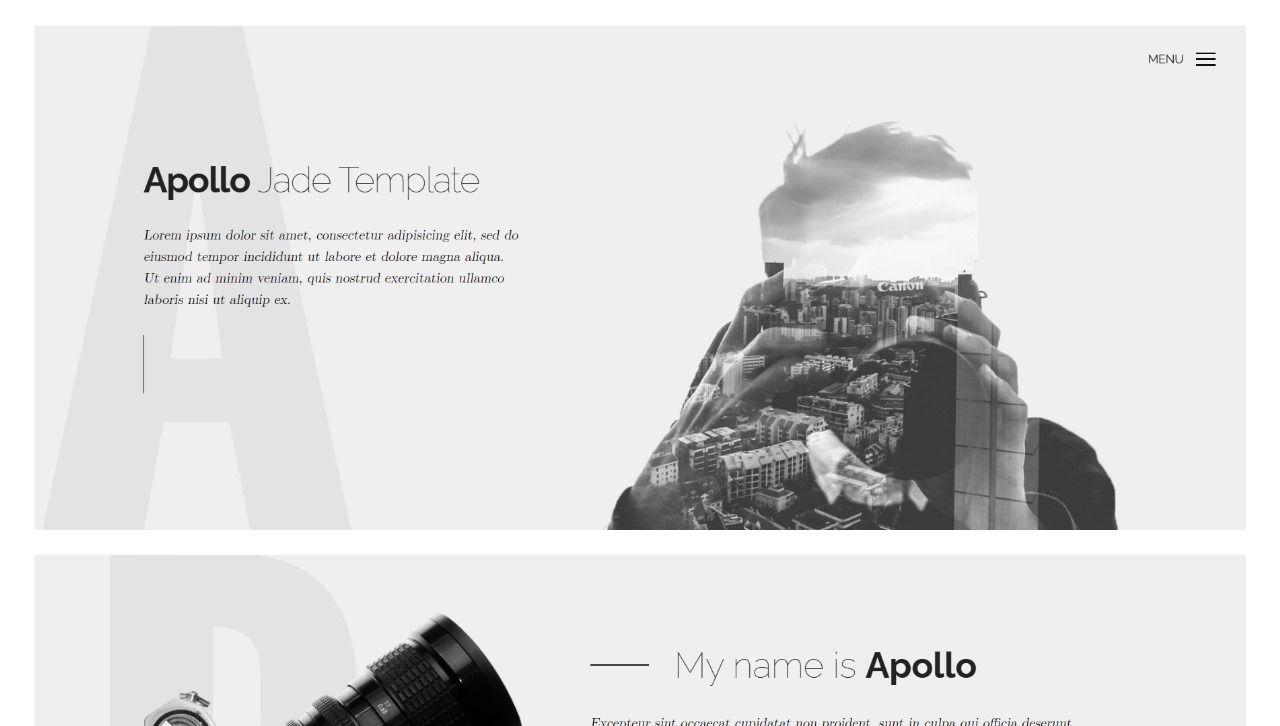 MENU
A
Apollo Jade Template
Lorem ipsum dolor sit amet, consectetur adipisicing elit, sed do
eiusmod tempor incididunt ut labore et dolore magna aliqua.
Ut enim ad minim veniam, quis nostrud exercitation ullamco
laboris nisi ut aliquip ex.
Canon
My name is Apollo
Excepteur sint occaecat cupidatat non proident, sunt in culpa qui officia deserunt